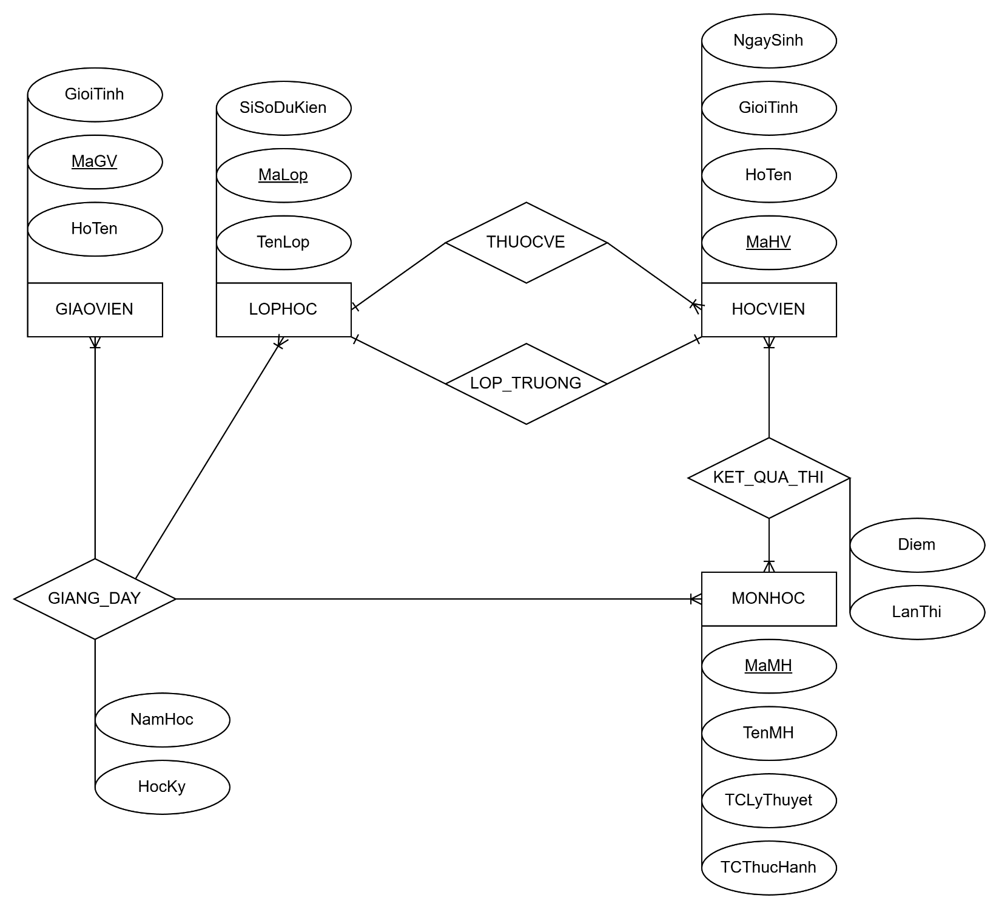 NgaySinh
GioiTinh
SiSoDuKien
GioiTinh
MaGV
MaLop
HoTen
HoTen
TenLop
THUOCVE
MaHV
GIAOVIEN
LOPHOC
HOCVIEN
LOP_TRUONG
KET_QUA_THI
Diem
GIANG_DAY
MONHOC
LanThi
MaMH
NamHoc
TenMH
HocKy
TCLyThuyet
TCThucHanh